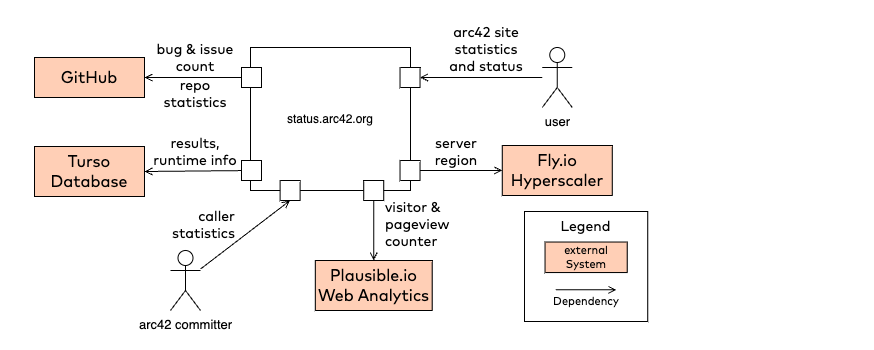 bug & issue
count
GitHub
repo
statistics
arc42 site
statistics
and status
user
status.arc42.org
results,
runtime info
Turso
Database
server
region
Fly.io
Hyperscaler
caller
statistics
arc42 committer
visitor &
pageview
counter
Plausible.io
Web Analytics
Legend
external
System
Dependency